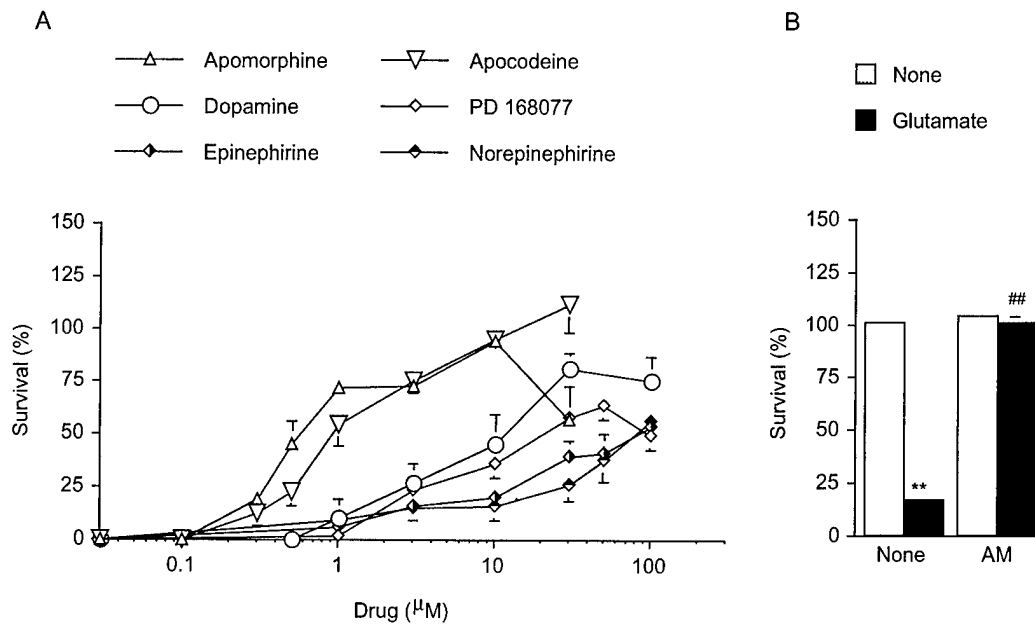 A
B
Apomorphine
Apocodeine
Dopamine
PD 168077
Epinephirine
Norepinephirine
None
Glutamate
150
125
100
75
50
25
0
Survival (%)
0.1
1
10
100
Drug (μM)
150
125
100
75
50
25
0
Survival (%)
**
##
None
AM